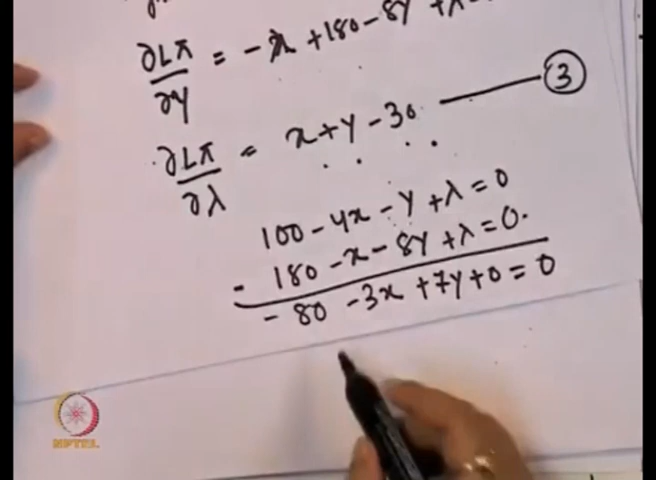 ∂Lπ/∂y = -x + 180 - 8y + λ
∂Lπ/∂λ = x + y - 30 ——— ③
100 - 4x - y + λ = 0
- 180 - x - 8y + λ = 0.
- 80 - 3x + 7y + 0 = 0
NPTEL